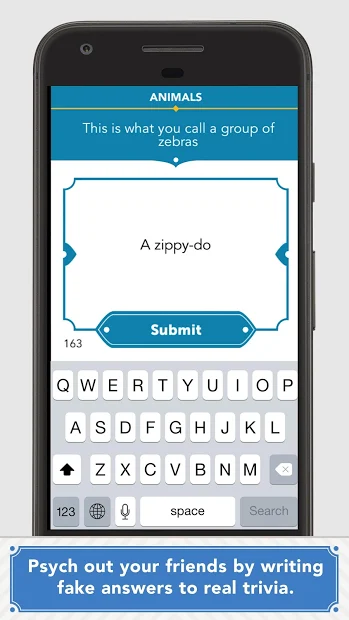 ANIMALS
This is what you call a group of
zebras
A zippy-do
Submit
163
Q W E R T Y U I O P
A S D F G H J K L
Z X C V B N M
123 space Search
Psych out your friends by writing
fake answers to real trivia.